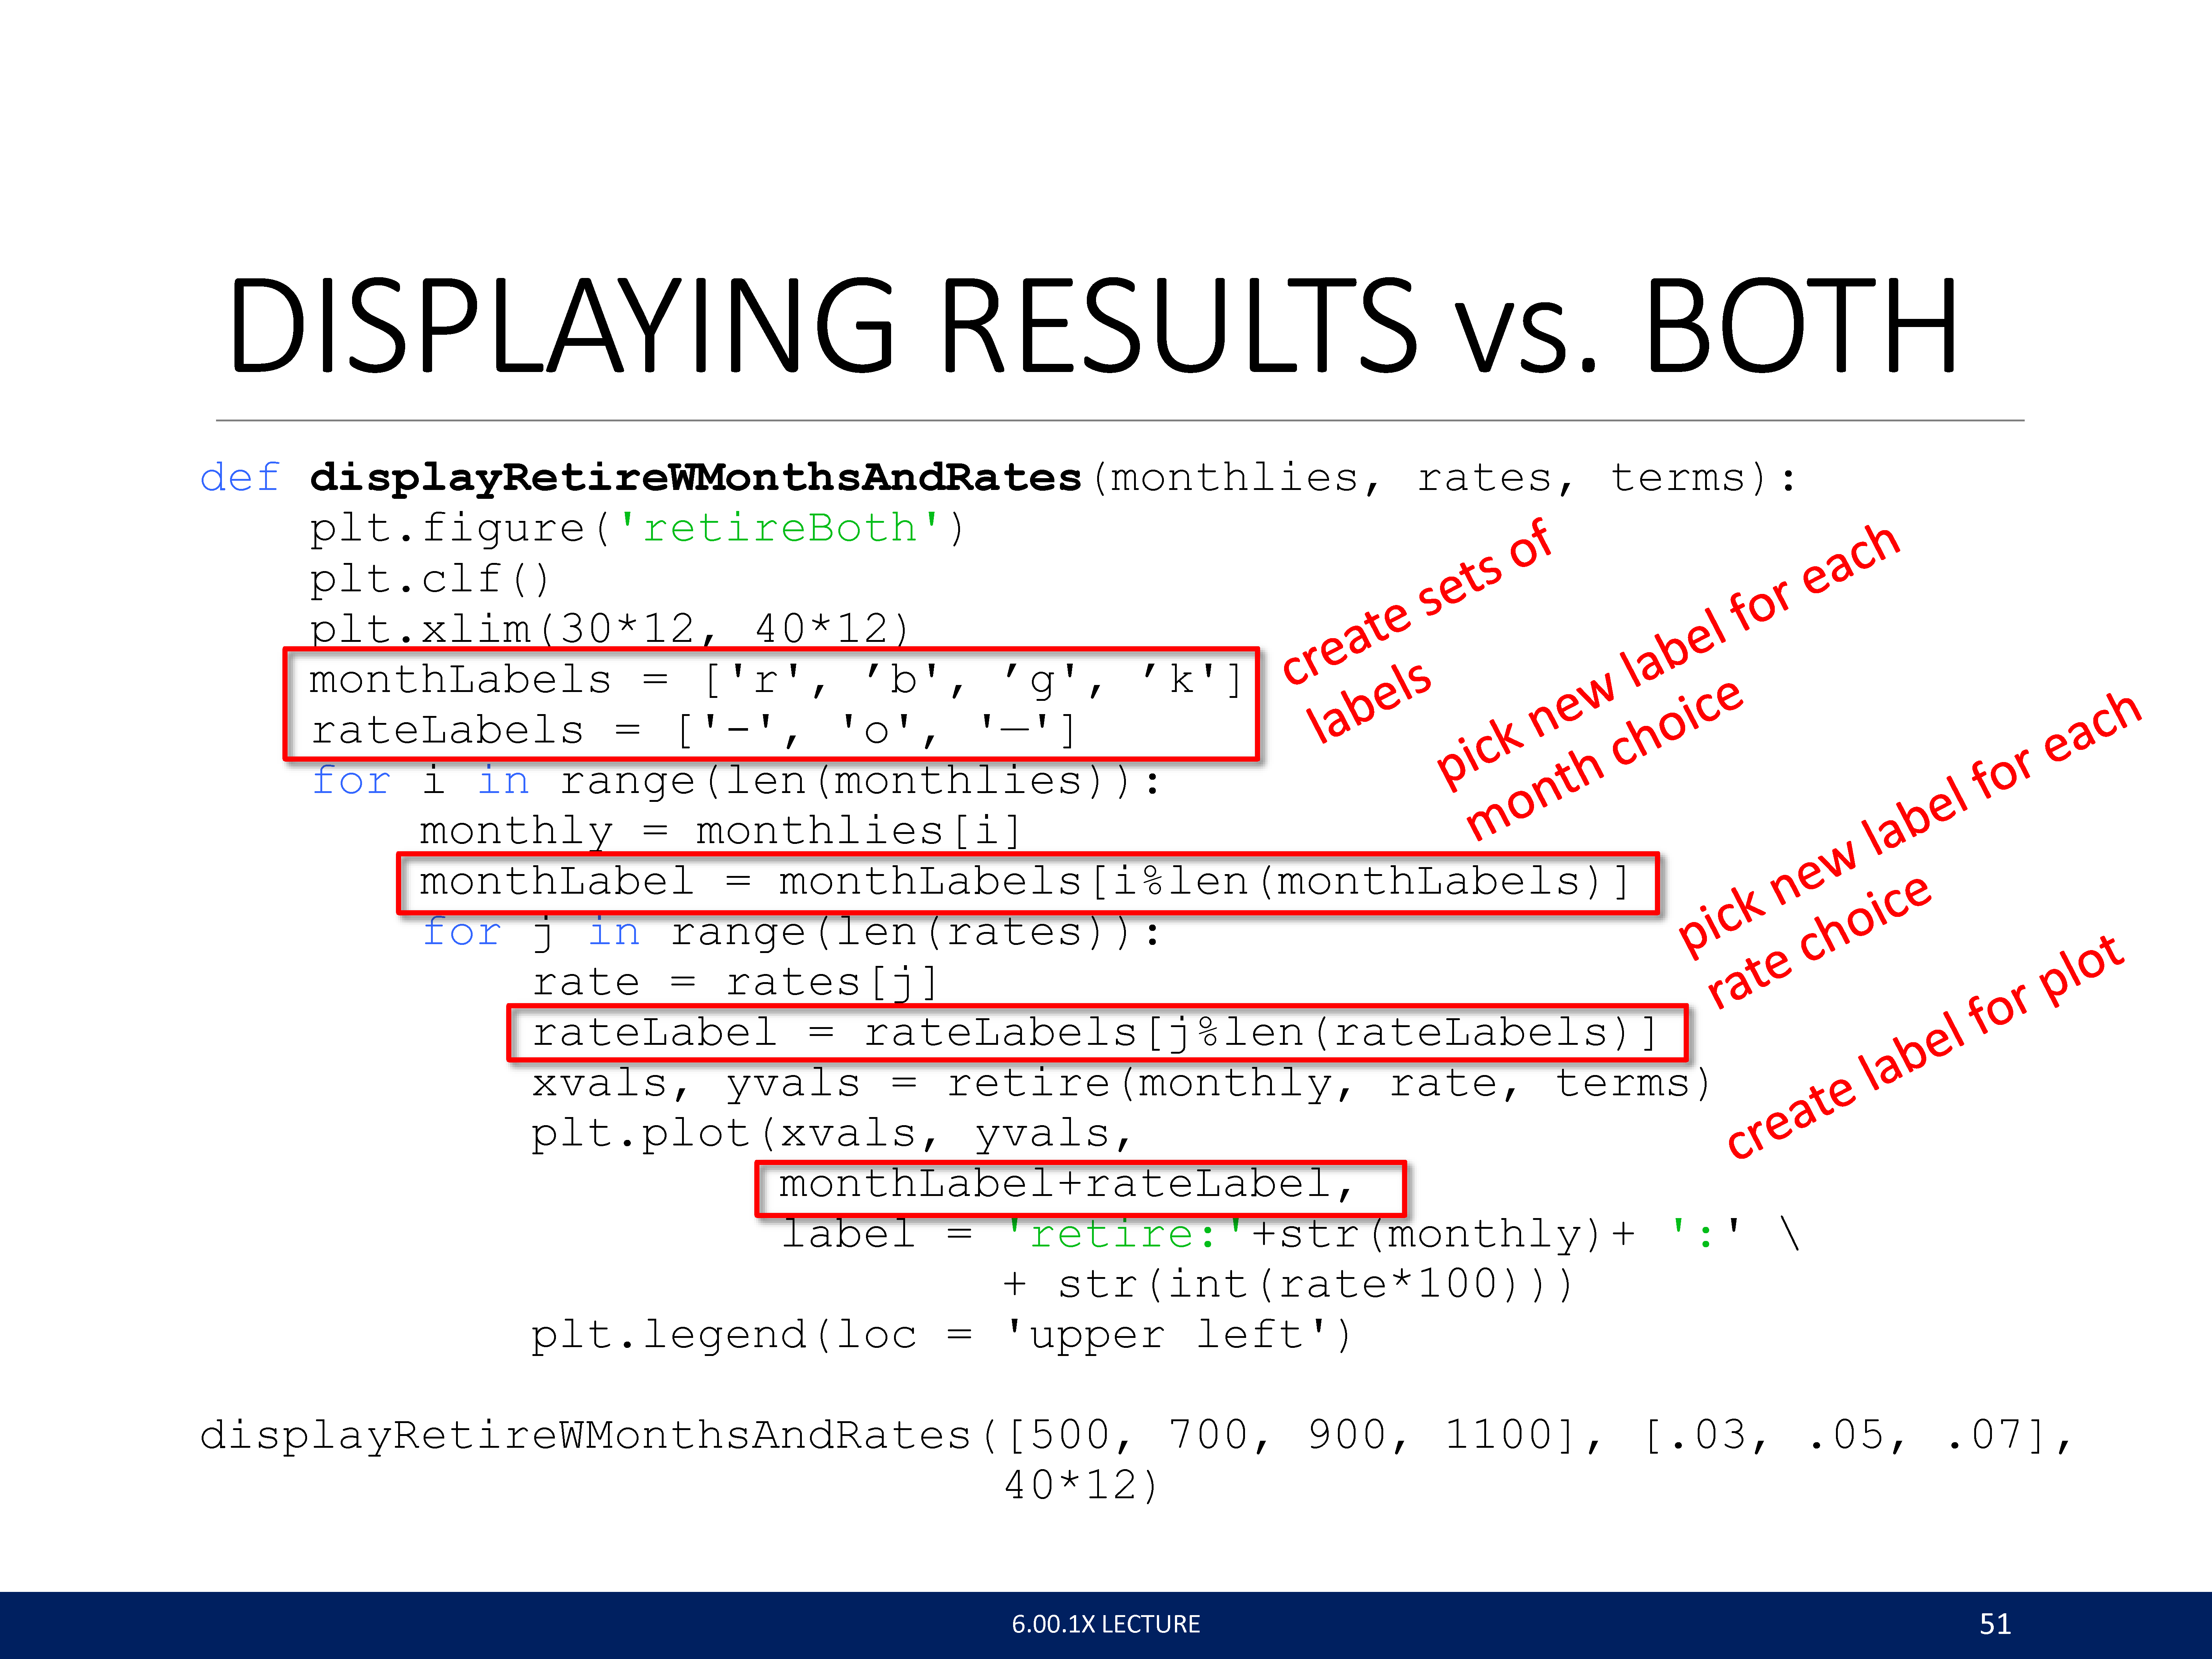 DISPLAYING RESULTS vs. BOTH
def displayRetireWMonthsAndRates(monthlies, rates, terms):
    plt.figure('retireBoth')
    plt.clf()
    plt.xlim(30*12, 40*12)
    monthLabels = ['r', ’b', ’g', ’k']
    rateLabels = ['-', 'o', '—']
    for i in range(len(monthlies)):
        monthly = monthlies[i]
        monthLabel = monthLabels[i%len(monthLabels)]
        for j in range(len(rates)):
            rate = rates[j]
            rateLabel = rateLabels[j%len(rateLabels)]
            xvals, yvals = retire(monthly, rate, terms)
            plt.plot(xvals, yvals,
                     monthLabel+rateLabel,
                     label = 'retire:'+str(monthly)+ ':' \
                             + str(int(rate*100)))
            plt.legend(loc = 'upper left')
displayRetireWMonthsAndRates([500, 700, 900, 1100], [.03, .05, .07],
                             40*12)
create sets of
labels
pick new label for each
month choice
pick new label for each
rate choice
create label for plot
6.00.1X LECTURE
51